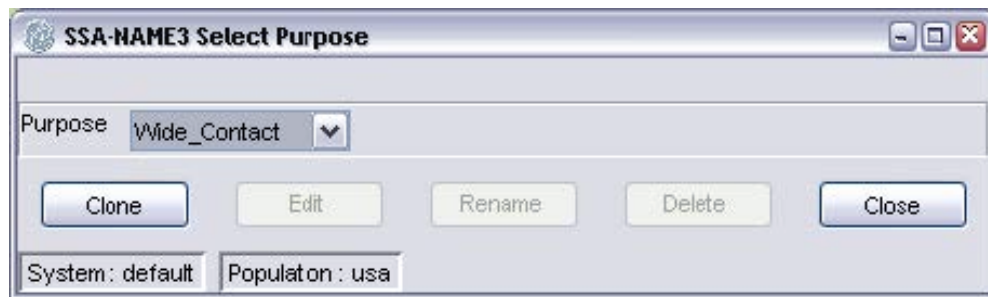 SSA-NAME3 Select Purpose
Purpose Wide_Contact
Clone Edit Rename Delete Close
System : default Populaton : usa